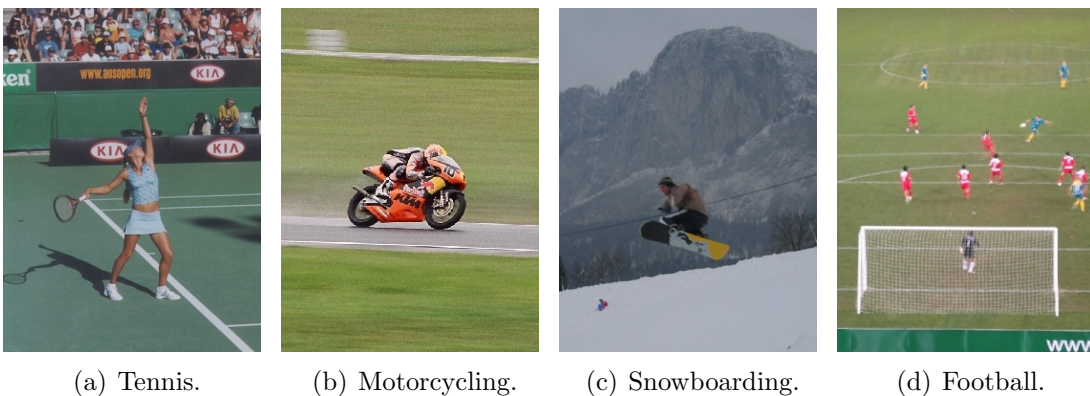 ken
www.ausopen.org
KIA
KIA
KIA
KTM
www
(a) Tennis.
(b) Motorcycling.
(c) Snowboarding.
(d) Football.